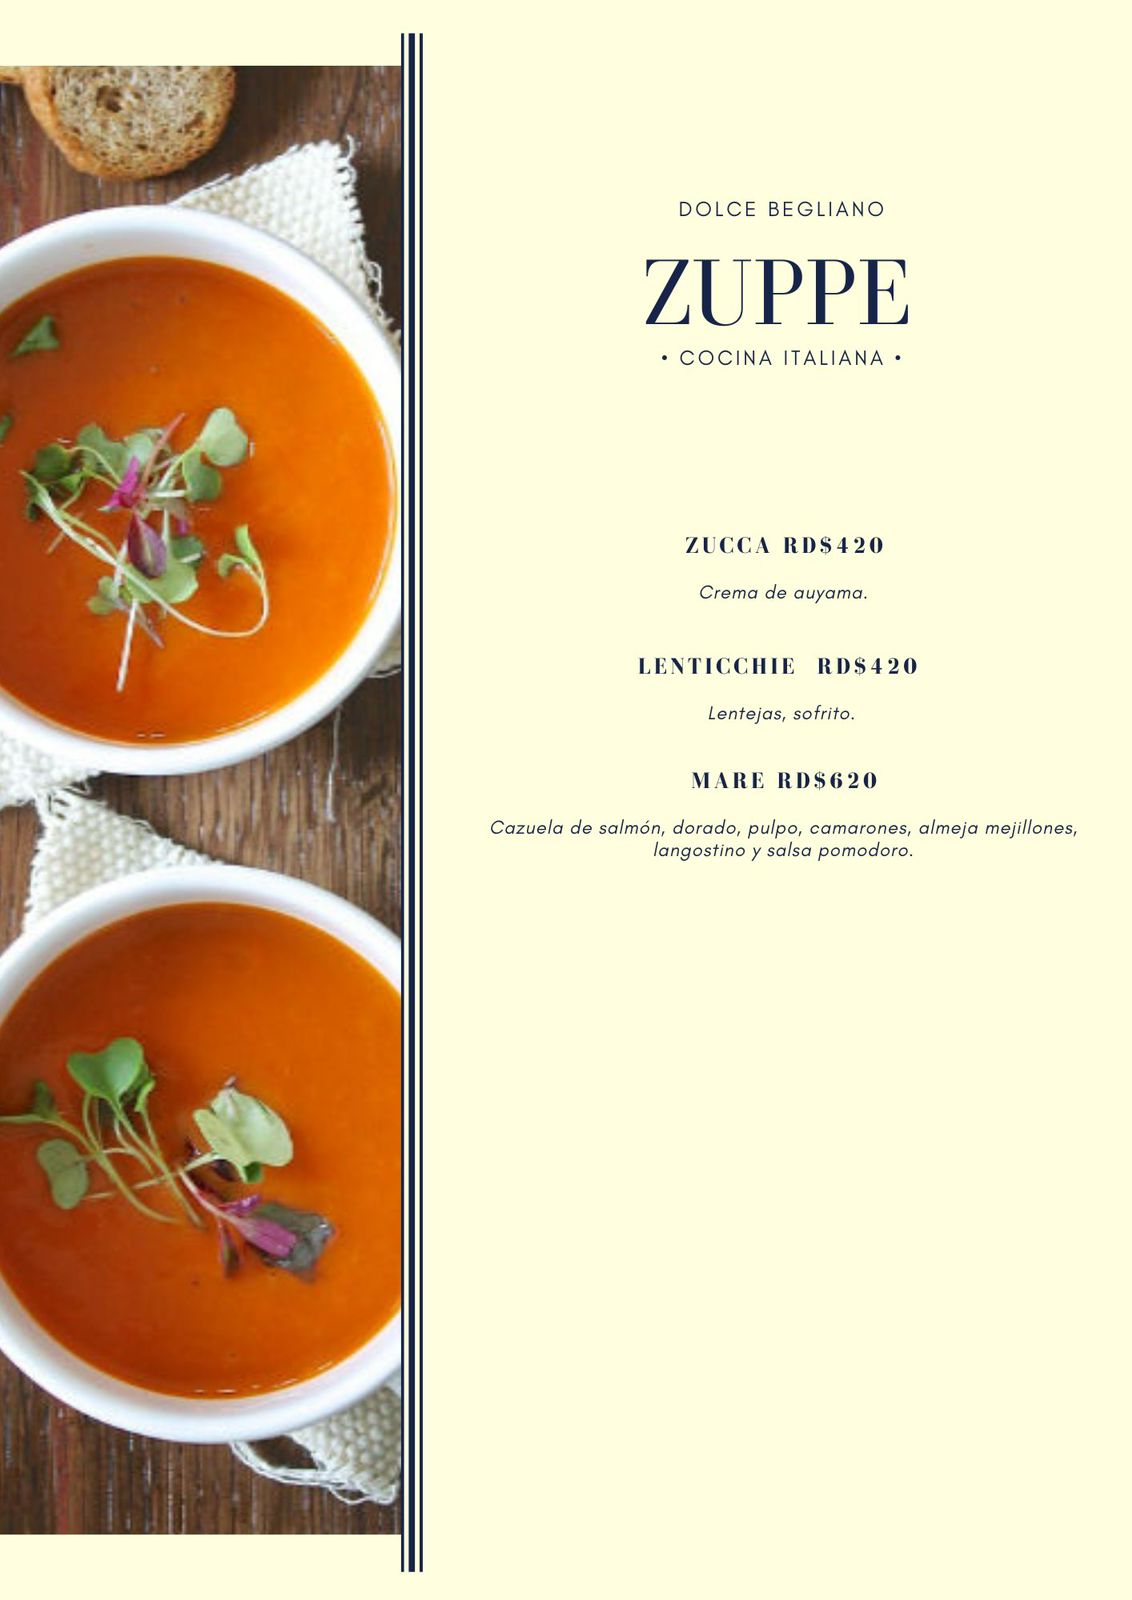 DOLCE BEGLIANO
ZUPPE
• COCINA ITALIANA •
ZUCCA RD$420
Crema de auyama.
LENTICCHIE RD$420
Lentejas, sofrito.
MARE RD$620
Cazuela de salmón, dorado, pulpo, camarones, almeja mejillones,
langostino y salsa pomodoro.